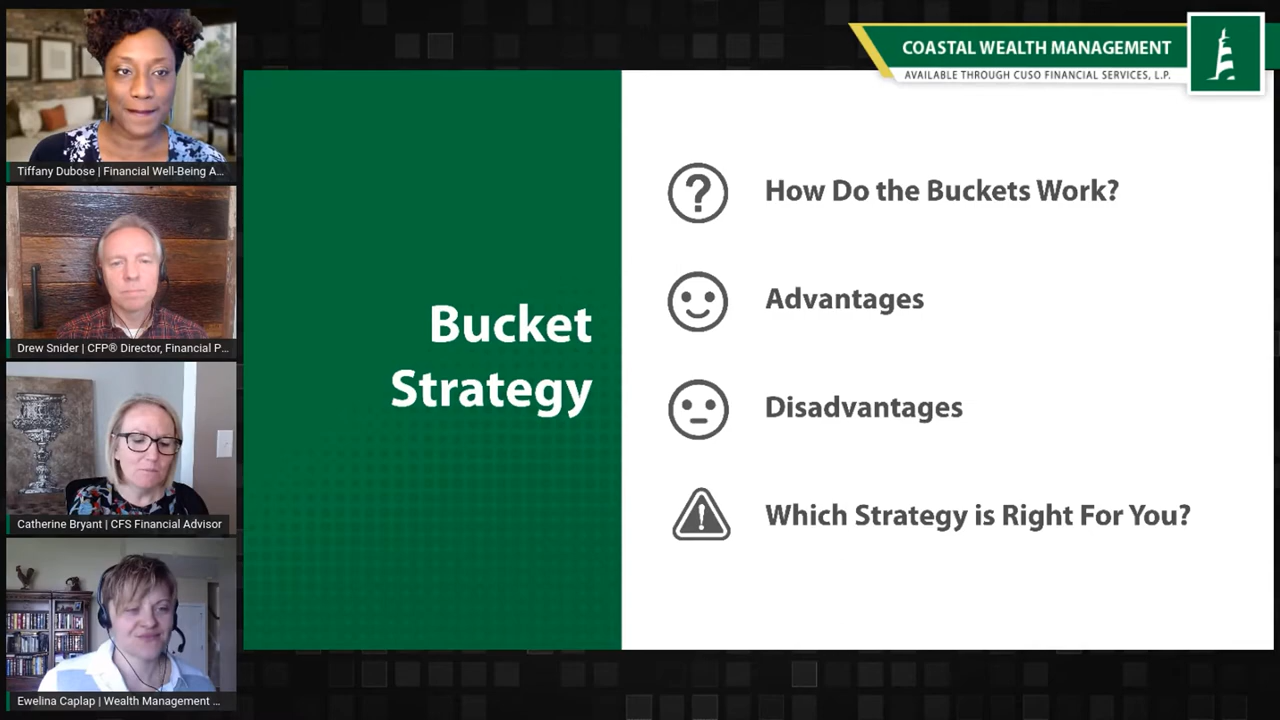 Tiffany Dubose | Financial Well-Being A…
Drew Snider | CFP® Director, Financial P…
Catherine Bryant | CFS Financial Advisor
Ewelina Caplap | Wealth Management …
Bucket
Strategy
COASTAL WEALTH MANAGEMENT
AVAILABLE THROUGH CUSO FINANCIAL SERVICES, L.P.
How Do the Buckets Work?
Advantages
Disadvantages
Which Strategy is Right For You?